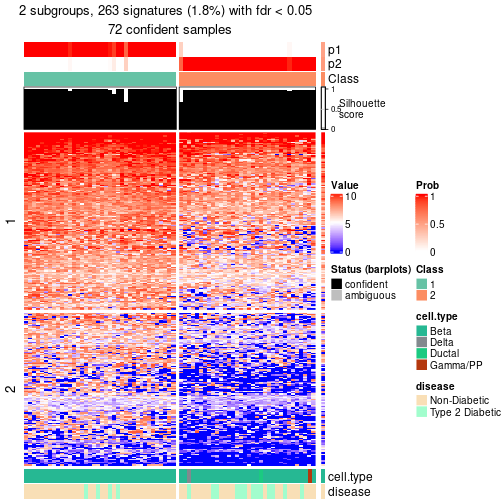 2 subgroups, 263 signatures (1.8%) with fdr < 0.05
72 confident samples
p1
p2
Class
1
0.5
0
Silhouette
score
1
2
Value
10
5
0
Prob
1
0.5
0
Status (barplots)
confident
ambiguous
Class
1
2
cell.type
Beta
Delta
Ductal
Gamma/PP
disease
Non-Diabetic
Type 2 Diabetic
cell.type
disease